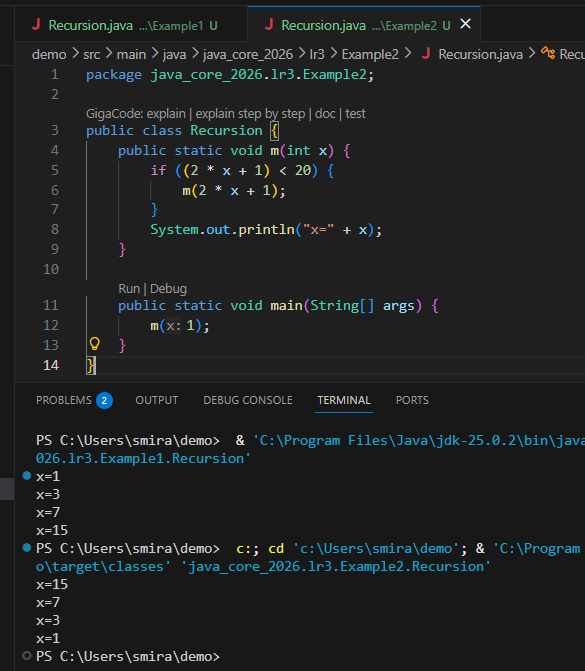 Recursion.java ...\Example1 U Recursion.java ...\Example2 U
demo > src > main > java > java_core_2026 > lr3 > Example2 > Recursion.java >
1 package java_core_2026.lr3.Example2;
2
GigaCode: explain | explain step by step | doc | test
3 public class Recursion {
4 public static void m(int x) {
5 if ((2 * x + 1) < 20) {
6 m(2 * x + 1);
7 }
8 System.out.println("x=" + x);
9 }
10
Run | Debug
11 public static void main(String[] args) {
12 m(x: 1);
13 }
14 }
PROBLEMS 2 OUTPUT DEBUG CONSOLE TERMINAL PORTS
PS C:\Users\smira\demo> & 'C:\Program Files\Java\jdk-25.0.2\bin\java
026.lr3.Example1.Recursion'
x=1
x=3
x=7
x=15
PS C:\Users\smira\demo> c:; cd 'c:\Users\smira\demo'; & 'C:\Program
o\target\classes' 'java_core_2026.lr3.Example2.Recursion'
x=15
x=7
x=3
x=1
PS C:\Users\smira\demo>